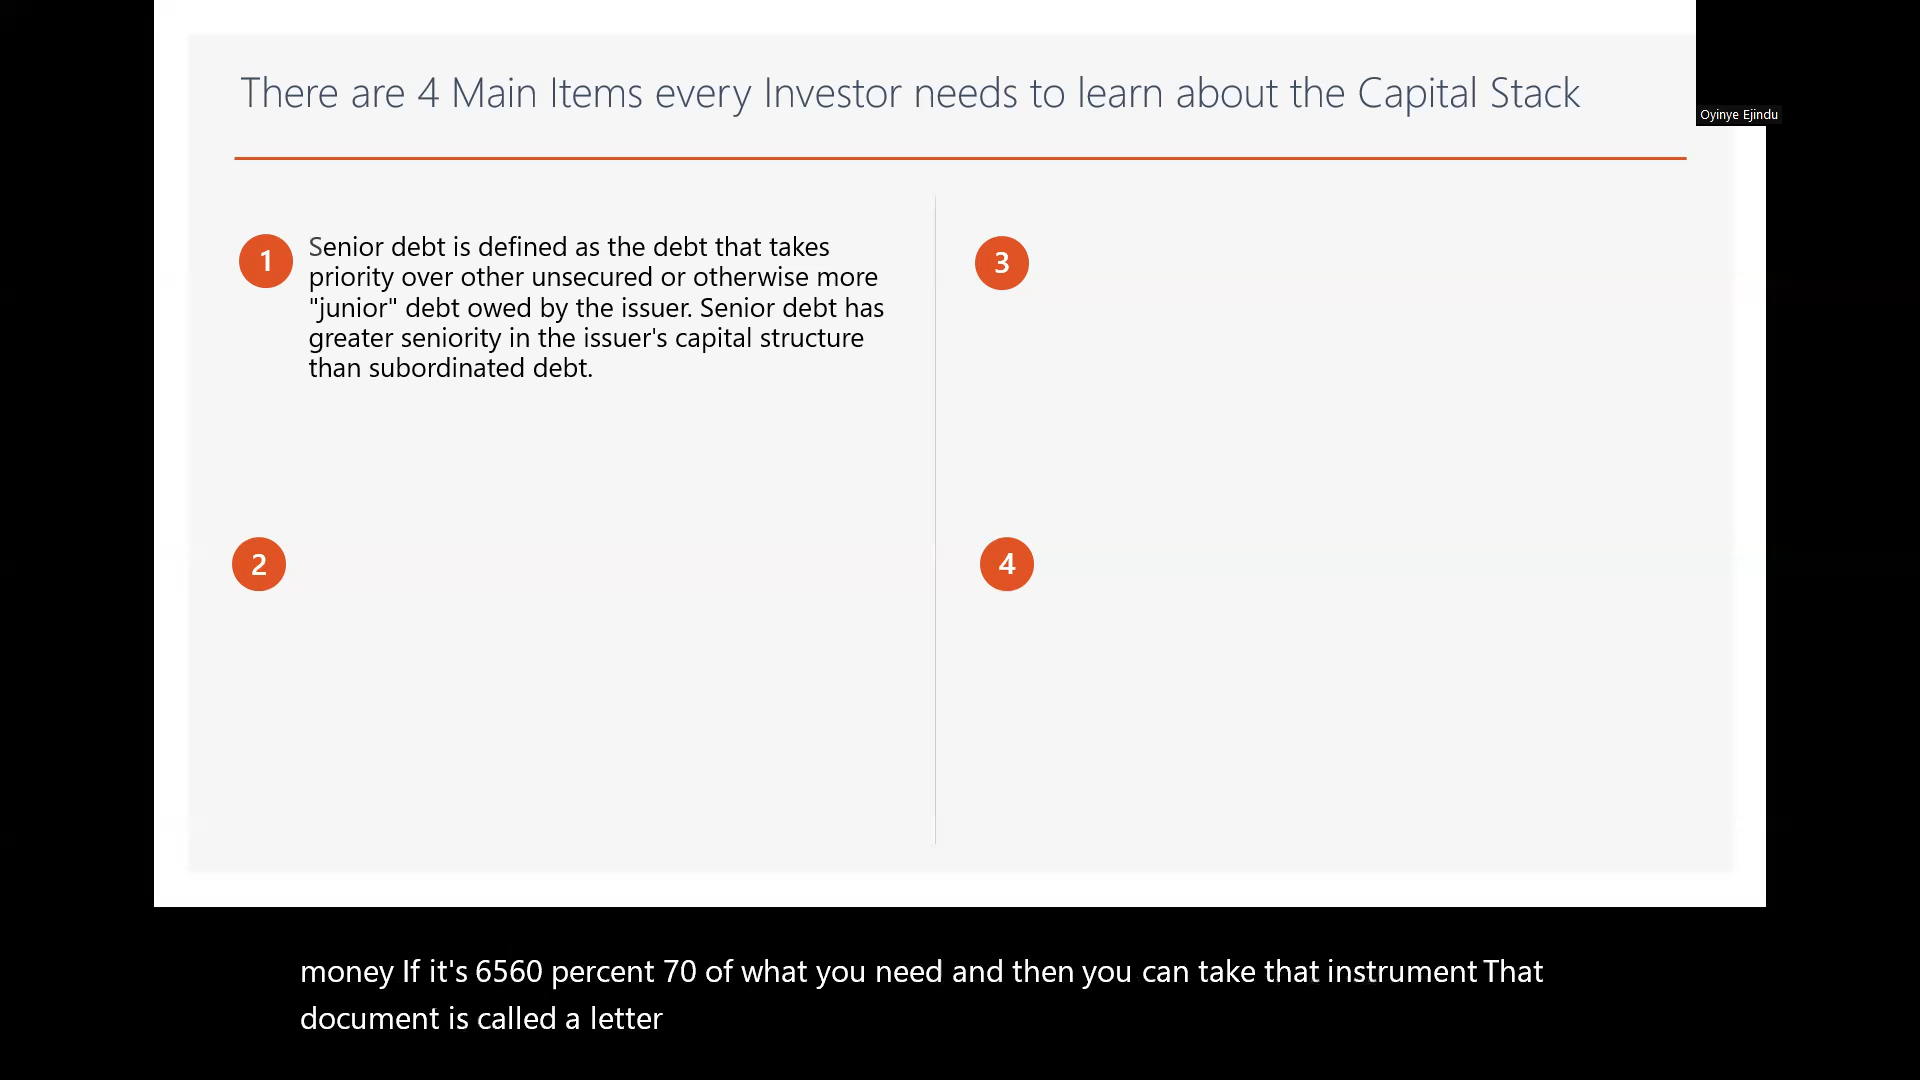 There are 4 Main Items every Investor needs to learn about the Capital Stack
Oyinye Ejindu
1
Senior debt is defined as the debt that takes
priority over other unsecured or otherwise more
"junior" debt owed by the issuer. Senior debt has
greater seniority in the issuer's capital structure
than subordinated debt.
2
3
4
money If it's 6560 percent 70 of what you need and then you can take that instrument That
document is called a letter